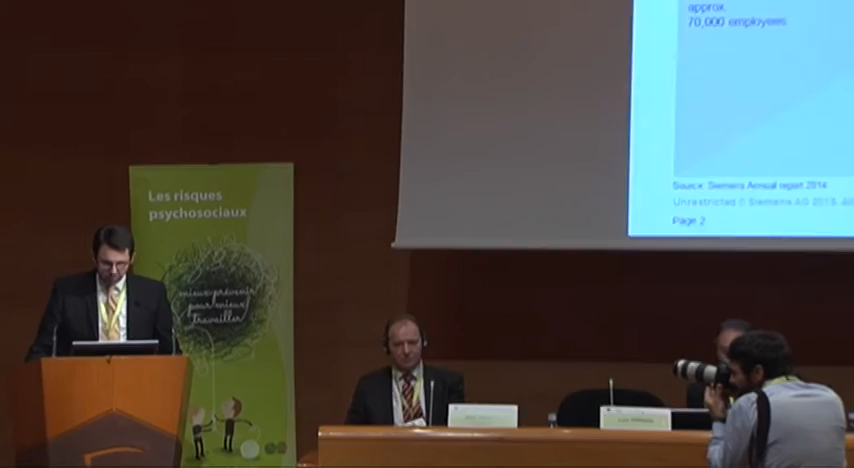 approx.
70,000 employees
Les risques
psychosociaux
mieux prévenir
pour mieux
travailler
Source: Siemens Annual report 2014
Unrestricted © Siemens AG 2015. All
Page 2